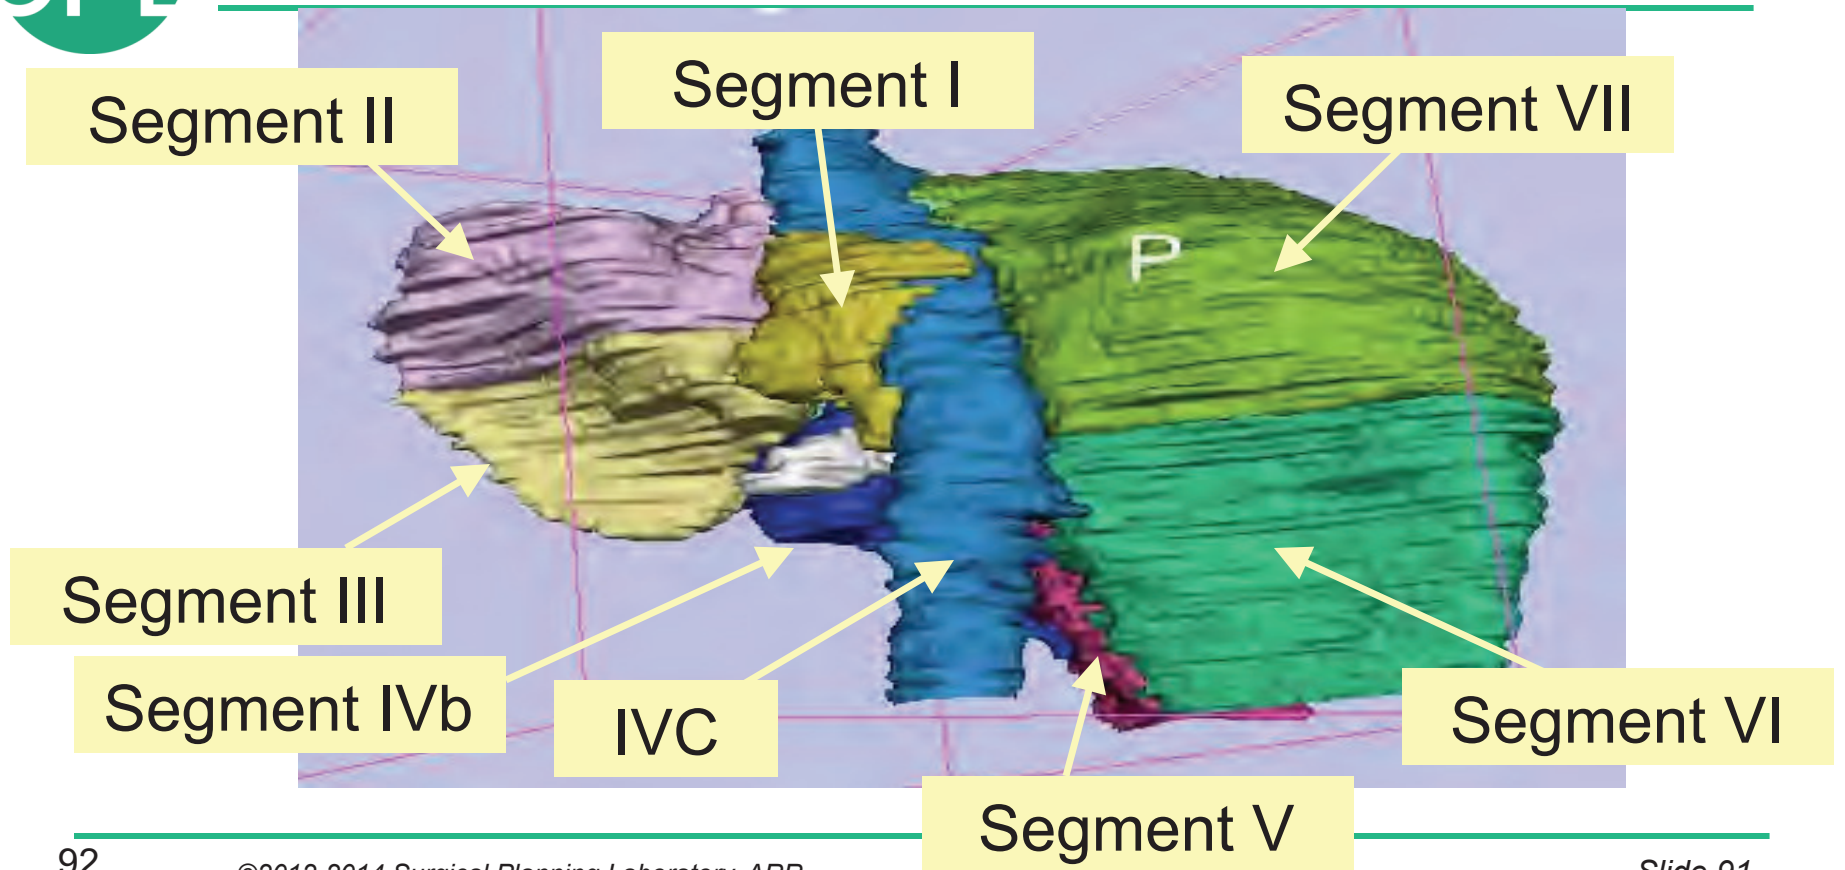 Segment I
Segment II
Segment VII
P
Segment III
Segment IVb
IVC
Segment VI
Segment V
92
Slide 91